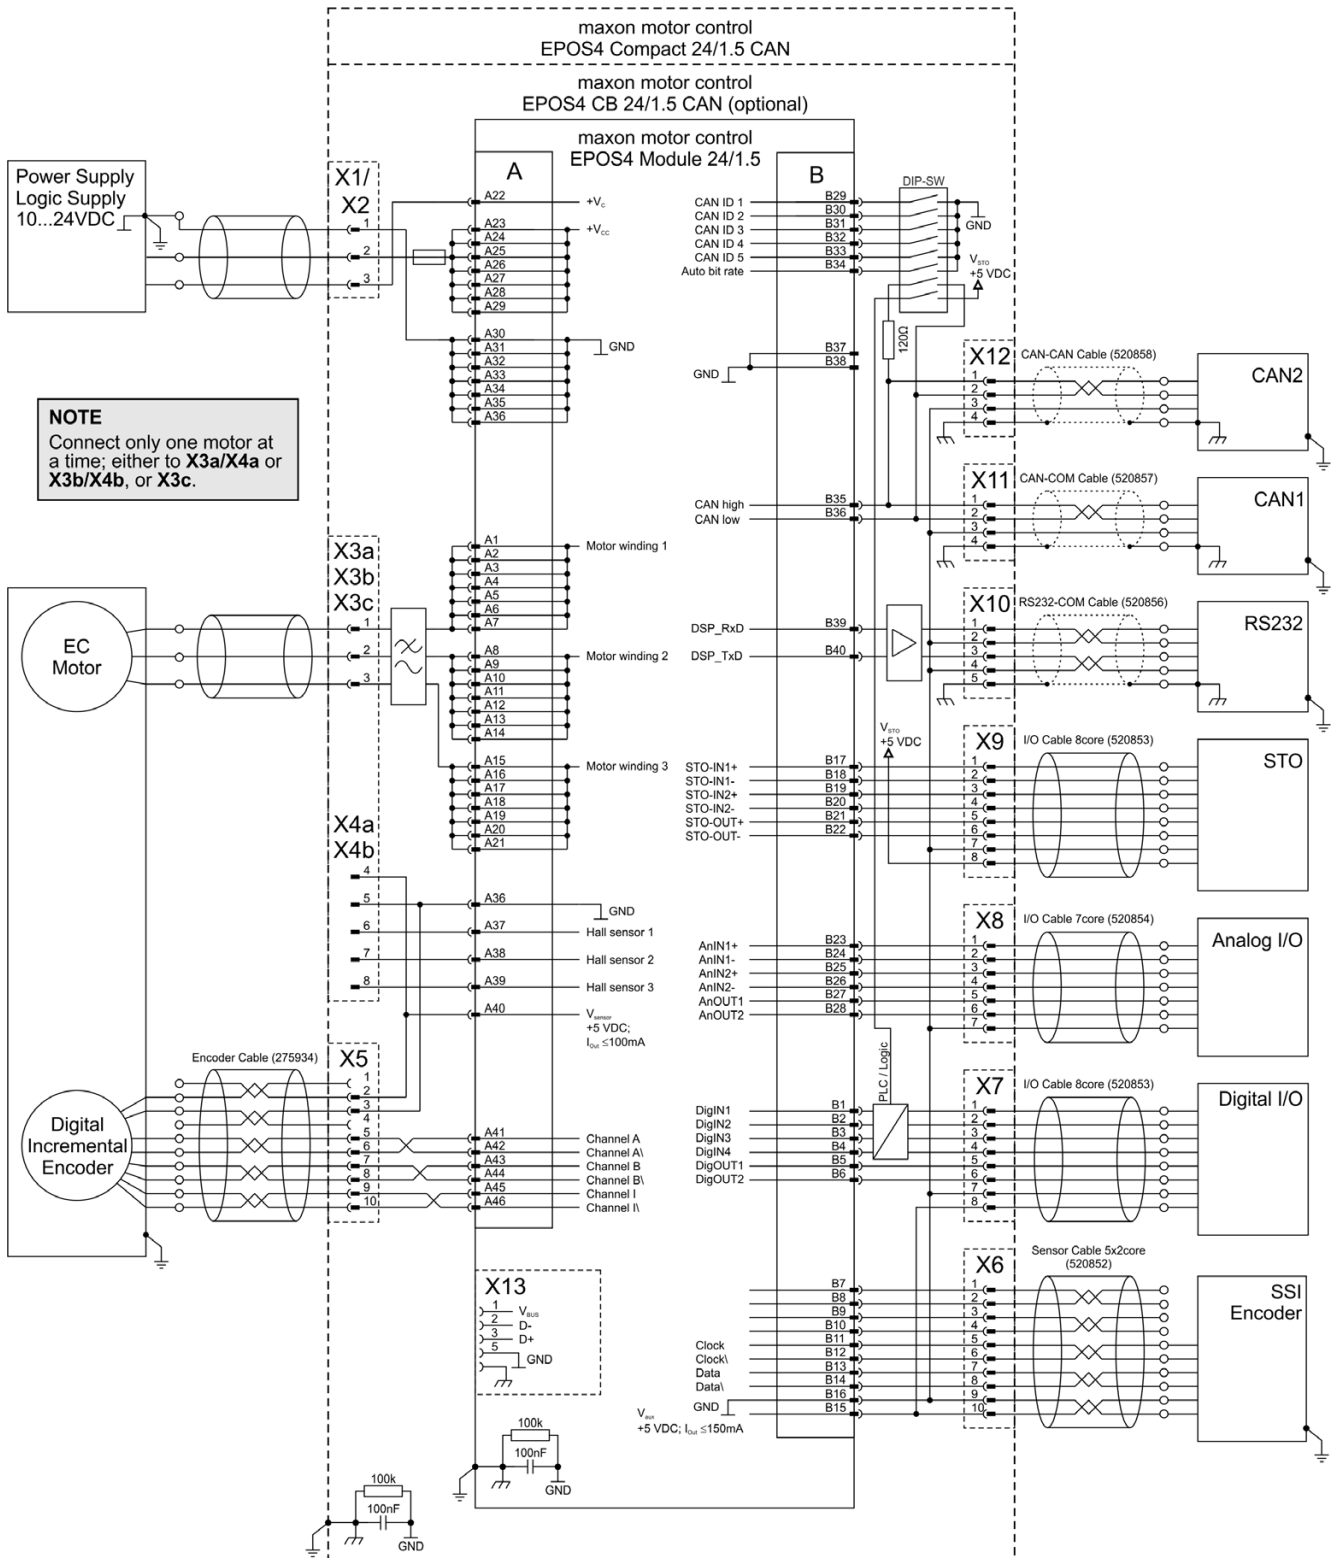 maxon motor control
EPOS4 Compact 24/1.5 CAN
maxon motor control
EPOS4 CB 24/1.5 CAN (optional)
maxon motor control
EPOS4 Module 24/1.5
Power Supply
Logic Supply
10...24VDC
X1/
X2
1
2
3
NOTE
Connect only one motor at
a time; either to X3a/X4a or
X3b/X4b, or X3c.
X3a
X3b
X3c
1
2
3
EC
Motor
X4a
X4b
4
5
6
7
8
Encoder Cable (275934)
X5
1
2
3
4
5
6
7
8
9
10
Digital
Incremental
Encoder
A
A22
+Vc
A23
+Vcc
A24
A25
A26
A27
A28
A29
A30
GND
A31
A32
A33
A34
A35
A36
A1
Motor winding 1
A2
A3
A4
A5
A6
A7
A8
Motor winding 2
A9
A10
A11
A12
A13
A14
A15
Motor winding 3
A16
A17
A18
A19
A20
A21
A36
GND
A37
Hall sensor 1
A38
Hall sensor 2
A39
Hall sensor 3
A40
Vsensor
+5 VDC;
IOut ≤100mA
A41 Channel A
A42 Channel A\
A43 Channel B
A44 Channel B\
A45 Channel I
A46 Channel I\
X13
1 VBUS
2 D-
3 D+
5
GND
100k
100nF
GND
100k
100nF
GND
B
DIP-SW
CAN ID 1 B29
CAN ID 2 B30
CAN ID 3 B31
CAN ID 4 B32
CAN ID 5 B33
Auto bit rate B34
GND
VSTO
+5 VDC
120Ω
B37
B38
GND
CAN high B35
CAN low B36
DSP_RxD B39
DSP_TxD B40
VSTO
+5 VDC
STO-IN1+ B17
STO-IN1- B18
STO-IN2+ B19
STO-IN2- B20
STO-OUT+ B21
STO-OUT- B22
AnIN1+ B23
AnIN1- B24
AnIN2+ B25
AnIN2- B26
AnOUT1 B27
AnOUT2 B28
PLC / Logic
DigIN1 B1
DigIN2 B2
DigIN3 B3
DigIN4 B4
DigOUT1 B5
DigOUT2 B6
B7
B8
B9
B10
Clock B11
Clock\ B12
Data B13
Data\ B14
GND B16
B15
VBUS
+5 VDC; IOut ≤150mA
X12
CAN-CAN Cable (520858)
1
2
3
4
CAN2
X11
CAN-COM Cable (520857)
1
2
3
4
CAN1
X10
RS232-COM Cable (520856)
1
2
3
4
5
RS232
X9
I/O Cable 8core (520853)
1
2
3
4
5
6
7
8
STO
X8
I/O Cable 7core (520854)
1
2
3
4
5
6
7
Analog I/O
X7
I/O Cable 8core (520853)
1
2
3
4
5
6
7
8
Digital I/O
X6
Sensor Cable 5x2core
(520852)
1
2
3
4
5
6
7
8
9
10
SSI
Encoder